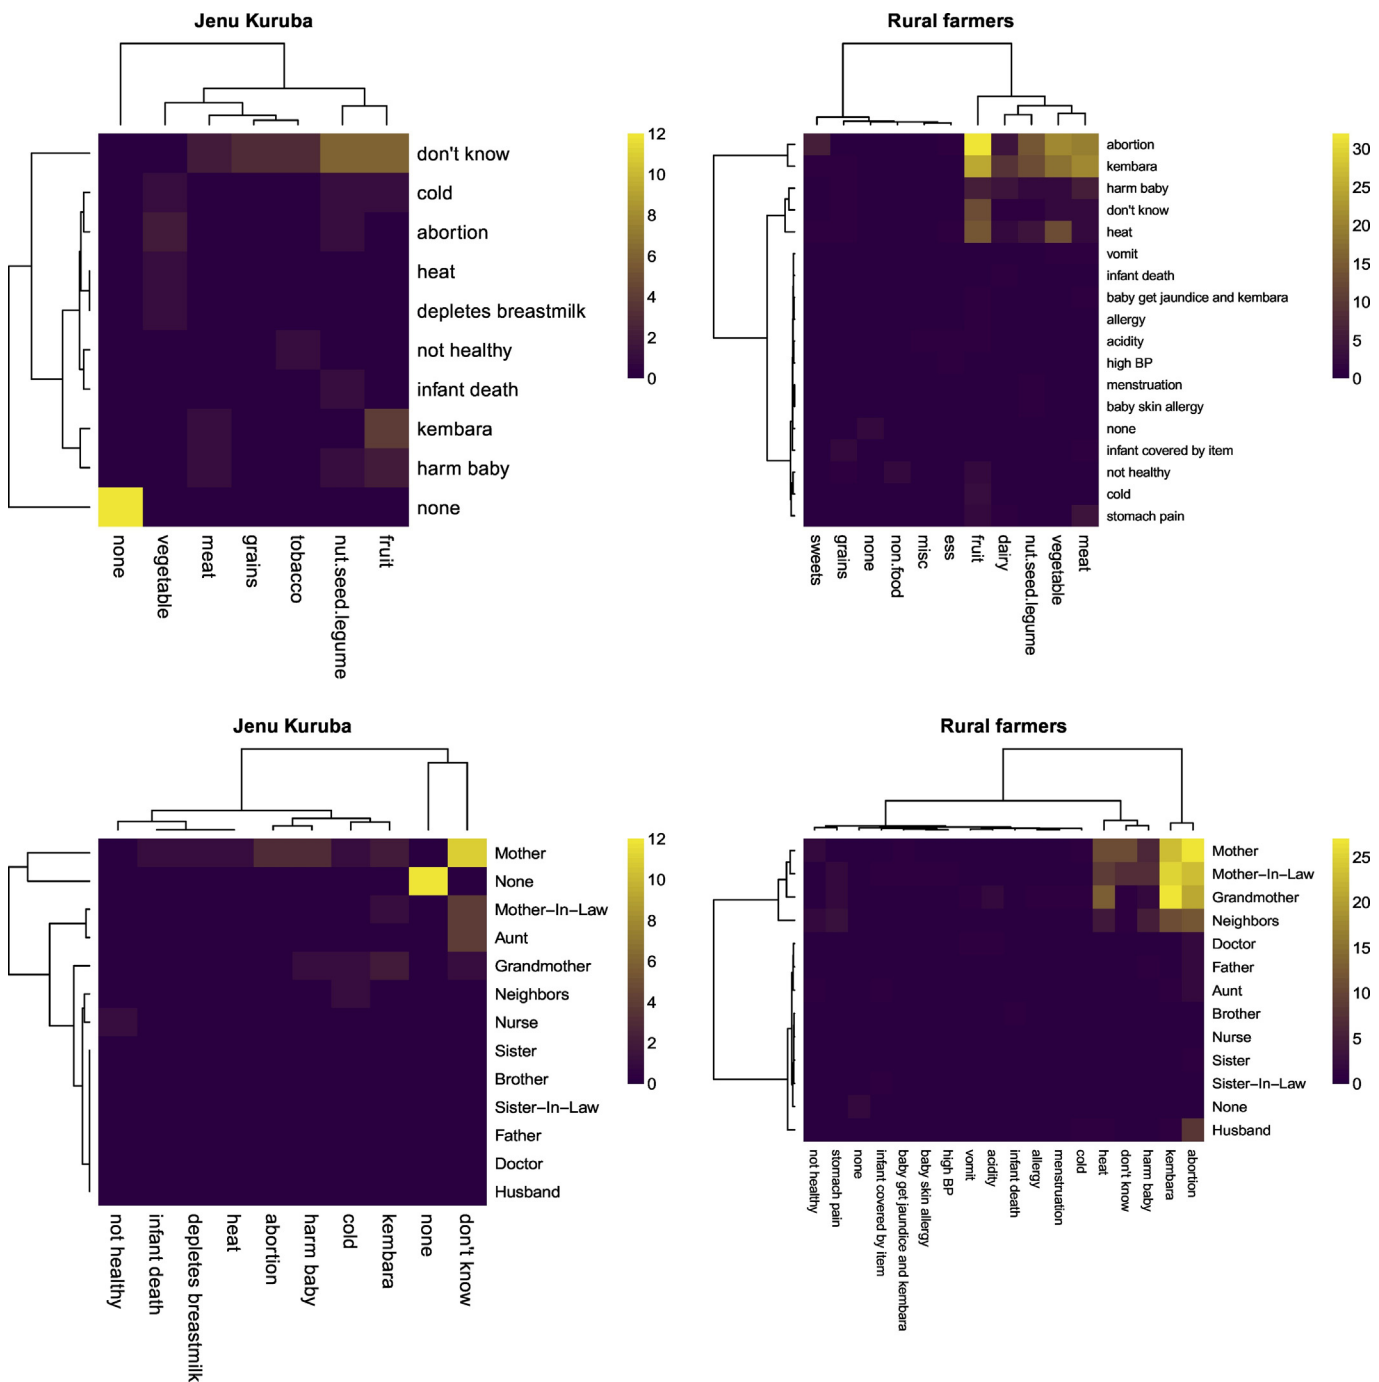 Jenu Kuruba
don't know
cold
abortion
heat
depletes breastmilk
not healthy
infant death
kembara
harm baby
none
none
vegetable
meat
grains
tobacco
nut.seed.legume
fruit
12
10
8
6
4
2
0
Rural farmers
abortion
kembara
harm baby
don't know
heat
vomit
infant death
baby get jaundice and kembara
allergy
acidity
high BP
menstruation
baby skin allergy
none
infant covered by item
not healthy
cold
stomach pain
sweets
grains
none
non.food
misc
ess
fruit
dairy
nut.seed.legume
vegetable
meat
30
25
20
15
10
5
0
Jenu Kuruba
Mother
None
Mother–In–Law
Aunt
Grandmother
Neighbors
Nurse
Sister
Brother
Sister–In–Law
Father
Doctor
Husband
not healthy
infant death
depletes breastmilk
heat
abortion
harm baby
cold
kembara
none
don't know
12
10
8
6
4
2
0
Rural farmers
Mother
Mother–In–Law
Grandmother
Neighbors
Doctor
Father
Aunt
Brother
Nurse
Sister
Sister–In–Law
None
Husband
not healthy
stomach pain
none
infant covered by item
baby get jaundice and kembara
baby skin allergy
high BP
vomit
acidity
infant death
allergy
menstruation
cold
heat
don't know
harm baby
kembara
abortion
25
20
15
10
5
0